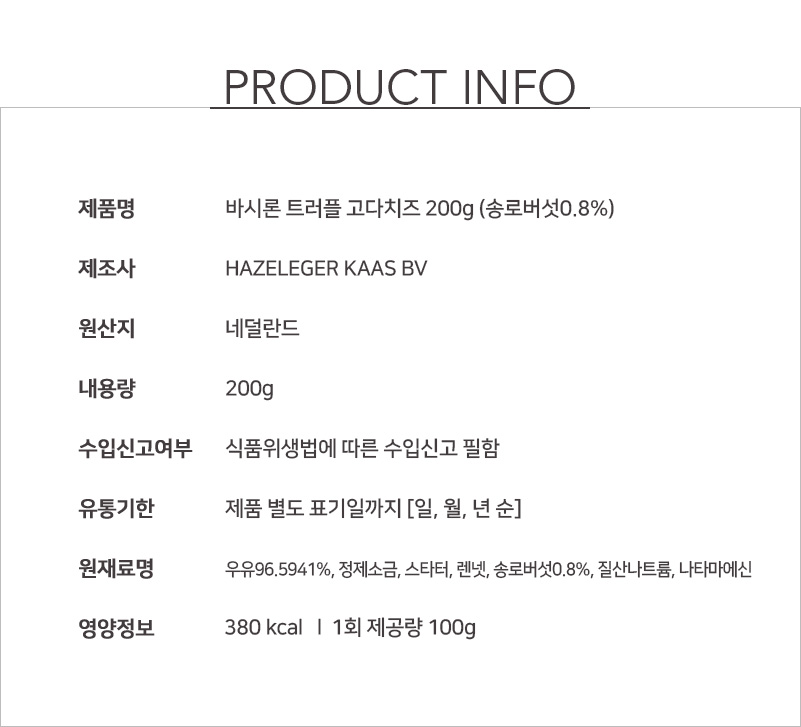 PRODUCT INFO
제품명 바시론 트러플 고다치즈 200g (송로버섯0.8%)
제조사 HAZELEGER KAAS BV
원산지 네덜란드
내용량 200g
수입신고여부 식품위생법에 따른 수입신고 필함
유통기한 제품 별도 표기일까지 [일, 월, 년 순]
원재료명 우유96.5941%, 정제소금, 스타터, 렌넷, 송로버섯0.8%, 질산나트륨, 나타마에신
영양정보 380 kcal ㅣ 1회 제공량 100g